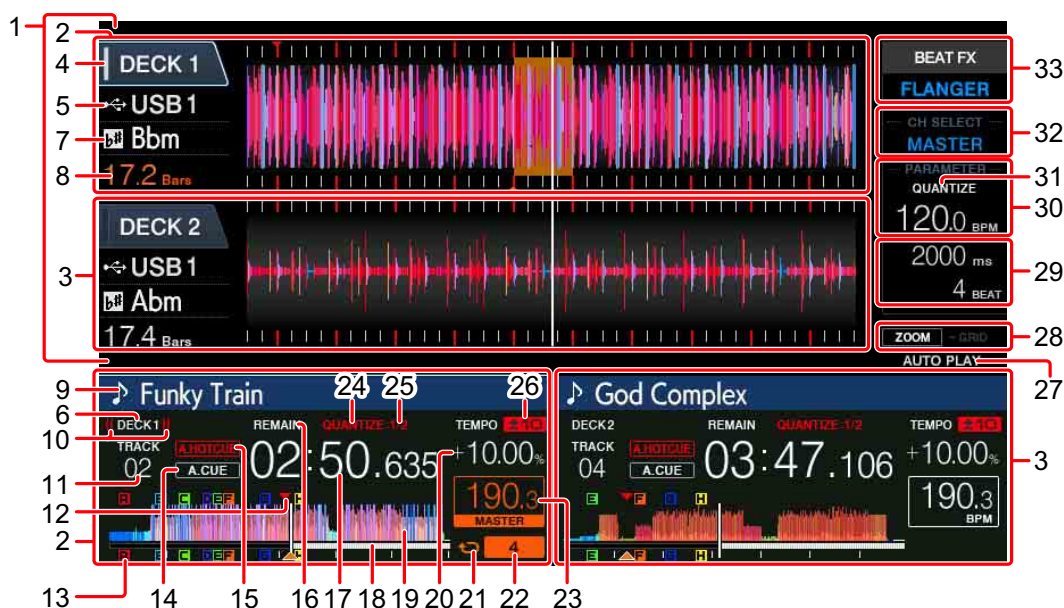 1
2
3
4
5
6
7
8
9
10
11
12
2
13
14
15
16
17
18
19
20
21
22
23
24
25
26
27
28
29
30
31
32
33
3
DECK 1
USB 1
b# Bbm
17.2 Bars
DECK 2
USB 1
b# Abm
17.4 Bars
BEAT FX
FLANGER
CH SELECT
MASTER
PARAMETER
QUANTIZE
120.0 BPM
2000 ms
4 BEAT
ZOOM - GRID
AUTO PLAY
♪ Funky Train
DECK1 REMAIN QUANTIZE :1/2 TEMPO ±10
TRACK A.HOTCUE 02:50.635 +10.00%
02 A.CUE
190.3
MASTER
4
♪ God Complex
DECK2 REMAIN QUANTIZE :1/2 TEMPO ±10
TRACK A.HOTCUE 03:47.106 +10.00%
04 A.CUE
E F G H
190.3
BPM
E F G H